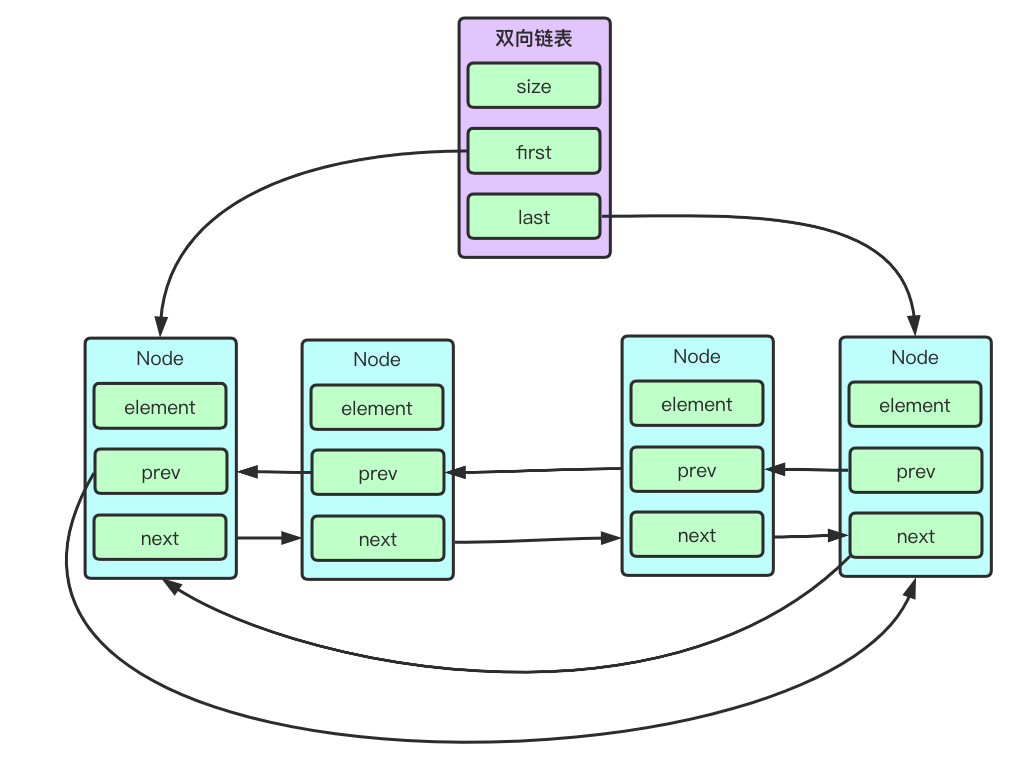 双向链表
size
first
last
Node
element
prev
next
Node
element
prev
next
Node
element
prev
next
Node
element
prev
next